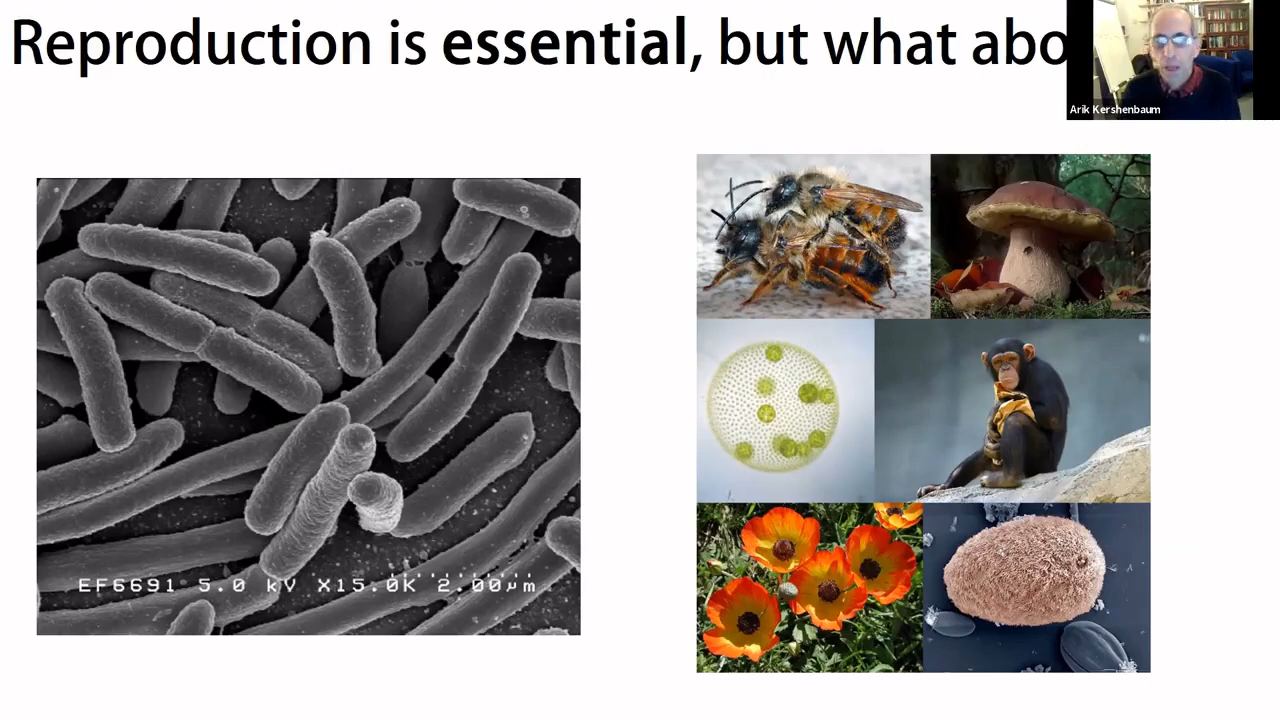 Reproduction is essential, but what abo
Arik Kershenbaum
EF6691 5.0 kV X15.0K 2.00µm